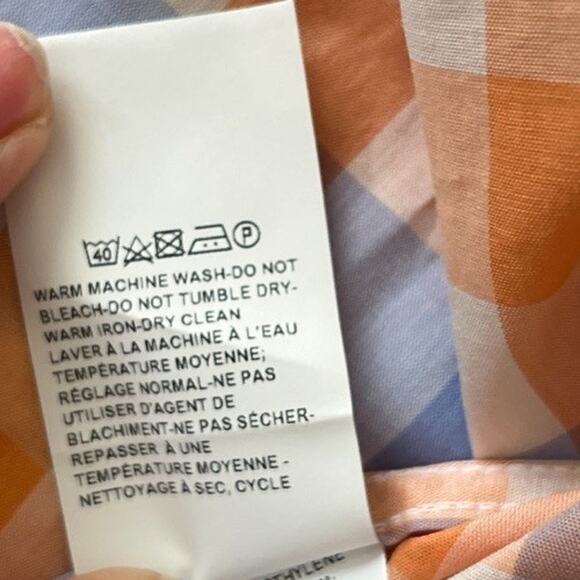 40 P
WARM MACHINE WASH-DO NOT
BLEACH-DO NOT TUMBLE DRY-
WARM IRON-DRY CLEAN
LAVER À LA MACHINE À L'EAU
TEMPÉRATURE MOYENNE;
RÉGLAGE NORMAL-NE PAS
UTILISER D'AGENT DE
BLACHIMENT-NE PAS SÉCHER-
REPASSER À UNE
TEMPÉRATURE MOYENNE -
NETTOYAGE À SEC, CYCLE